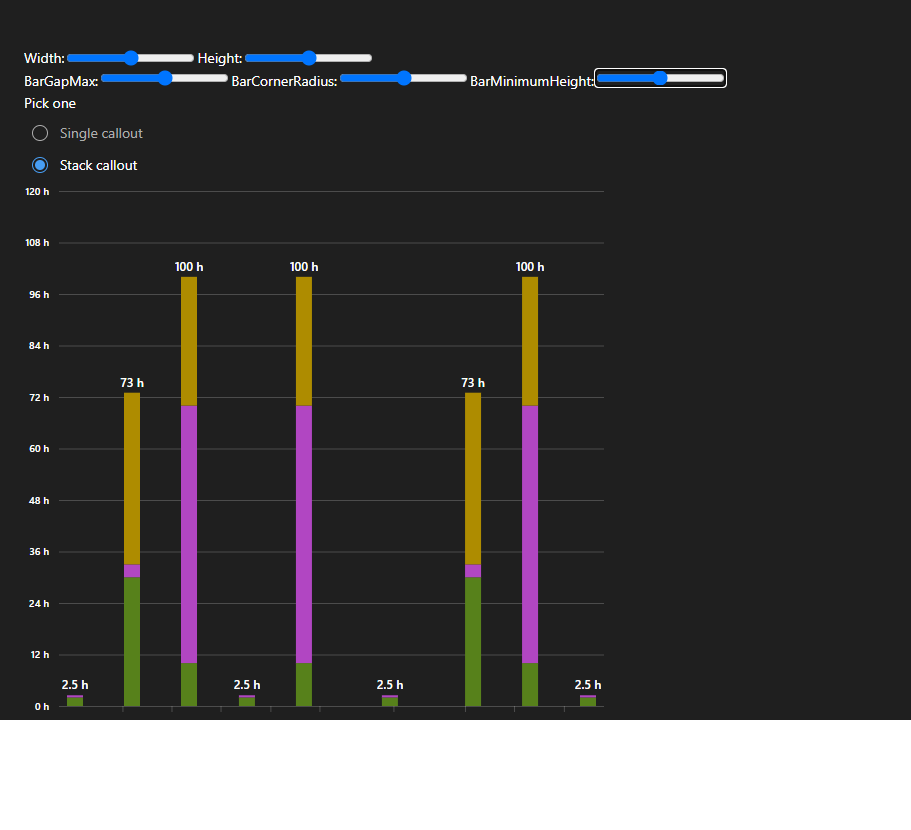 Width: Height:
BarGapMax: BarCornerRadius: BarMinimumHeight:
Pick one
Single callout
Stack callout
120 h
108 h
100 h 100 h 100 h
96 h
84 h
73 h 73 h
72 h
60 h
48 h
36 h
24 h
12 h
2.5 h 2.5 h 2.5 h 2.5 h
0 h